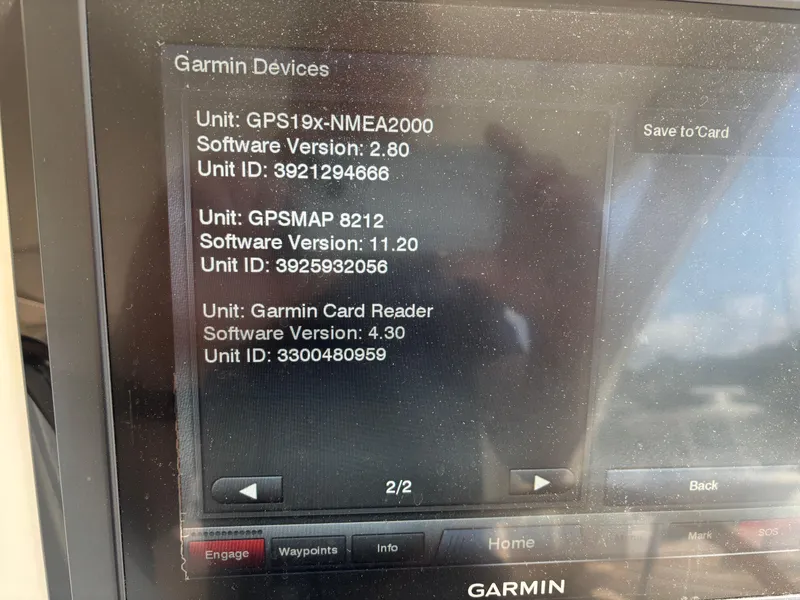 Garmin Devices
Unit: GPS19x-NMEA2000
Software Version: 2.80
Unit ID: 3921294666
Unit: GPSMAP 8212
Software Version: 11.20
Unit ID: 3925932056
Unit: Garmin Card Reader
Software Version: 4.30
Unit ID: 3300480959
Save to Card
2/2
Back
Engage
Waypoints
Info
Home
Mark
SOS
GARMIN